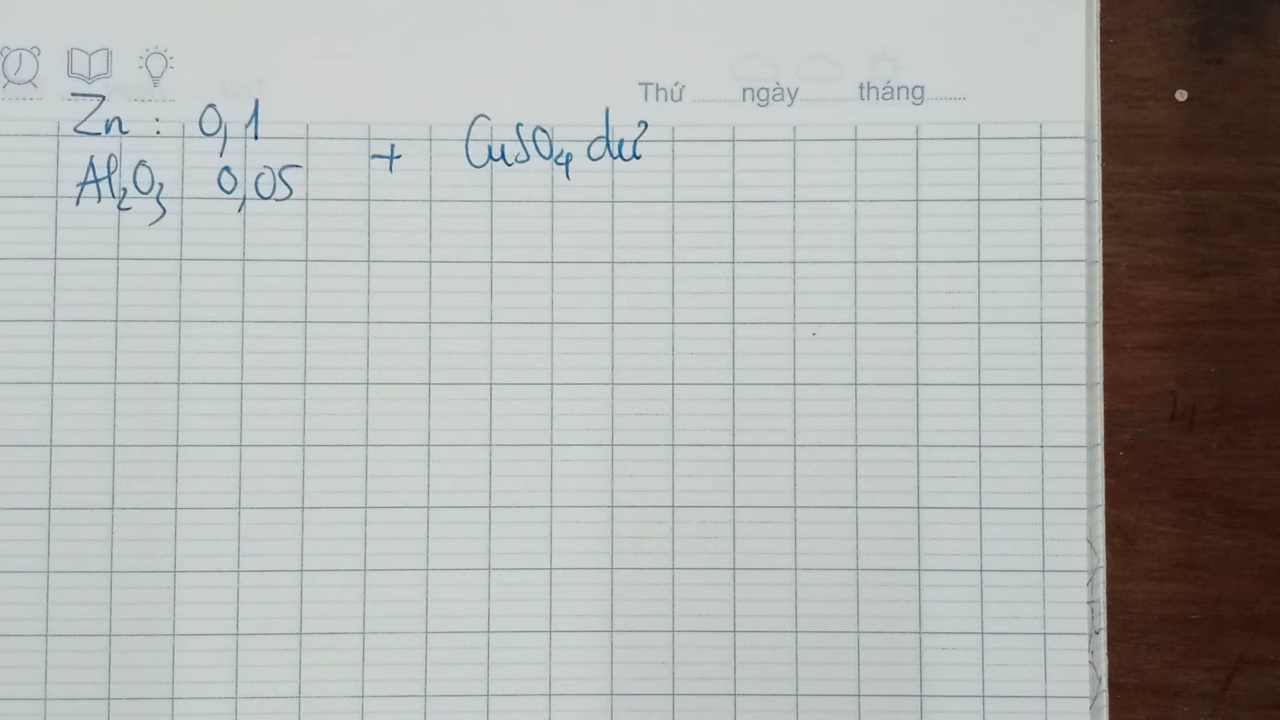 Thứ ........ ngày ......... tháng ........
Zn : 0,1
Al₂O₃ 0,05
+ CuSO₄ dư